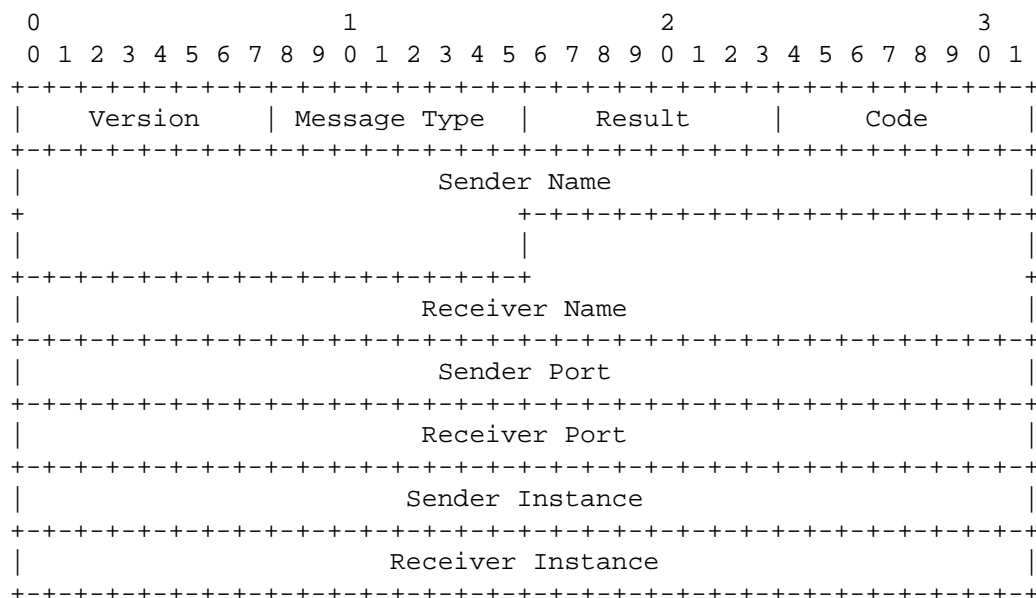 0                   1                   2                   3
 0 1 2 3 4 5 6 7 8 9 0 1 2 3 4 5 6 7 8 9 0 1 2 3 4 5 6 7 8 9 0 1
+-+-+-+-+-+-+-+-+-+-+-+-+-+-+-+-+-+-+-+-+-+-+-+-+-+-+-+-+-+-+-+-+
|    Version    | Message Type  |    Result     |     Code      |
+-+-+-+-+-+-+-+-+-+-+-+-+-+-+-+-+-+-+-+-+-+-+-+-+-+-+-+-+-+-+-+-+
|                          Sender Name                          |
+                               +-+-+-+-+-+-+-+-+-+-+-+-+-+-+-+-+
|                               |                               |
+-+-+-+-+-+-+-+-+-+-+-+-+-+-+-+-+                               +
|                         Receiver Name                         |
+-+-+-+-+-+-+-+-+-+-+-+-+-+-+-+-+-+-+-+-+-+-+-+-+-+-+-+-+-+-+-+-+
|                          Sender Port                          |
+-+-+-+-+-+-+-+-+-+-+-+-+-+-+-+-+-+-+-+-+-+-+-+-+-+-+-+-+-+-+-+-+
|                         Receiver Port                         |
+-+-+-+-+-+-+-+-+-+-+-+-+-+-+-+-+-+-+-+-+-+-+-+-+-+-+-+-+-+-+-+-+
|                        Sender Instance                        |
+-+-+-+-+-+-+-+-+-+-+-+-+-+-+-+-+-+-+-+-+-+-+-+-+-+-+-+-+-+-+-+-+
|                       Receiver Instance                       |
+-+-+-+-+-+-+-+-+-+-+-+-+-+-+-+-+-+-+-+-+-+-+-+-+-+-+-+-+-+-+-+-+